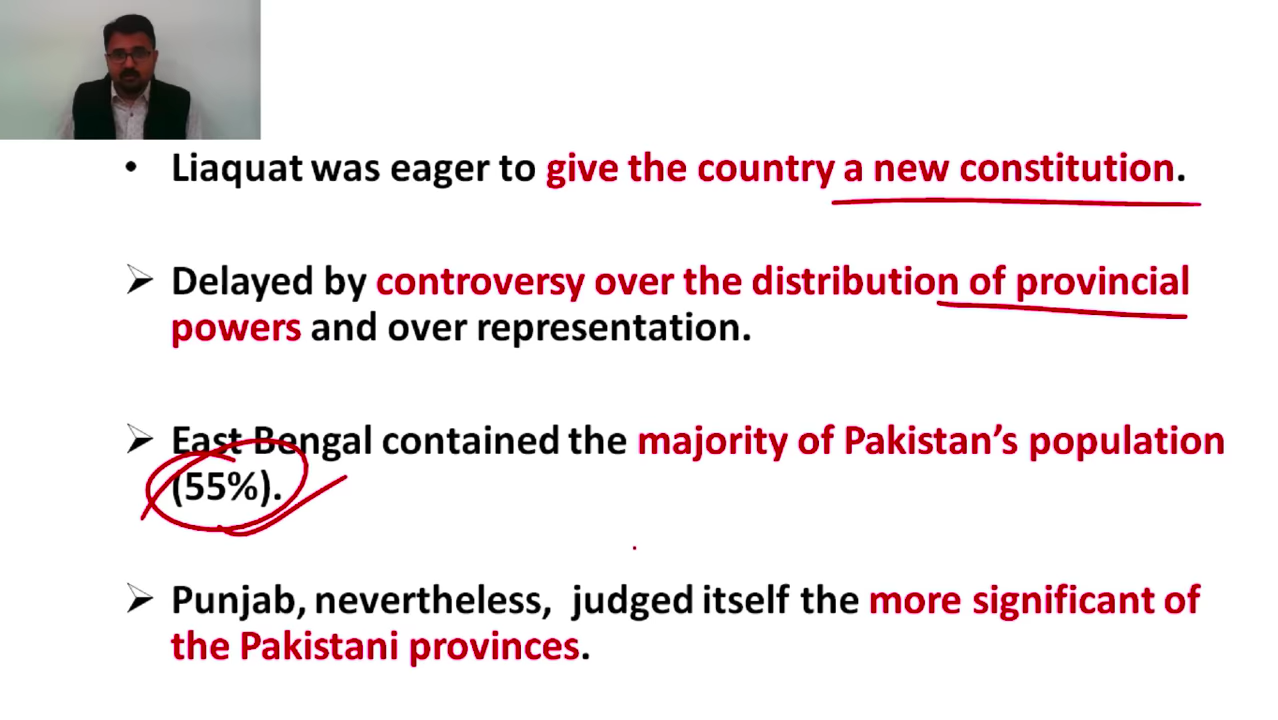 • Liaquat was eager to give the country a new constitution.
➢ Delayed by controversy over the distribution of provincial
powers and over representation.
➢ East Bengal contained the majority of Pakistan’s population
(55%).
➢ Punjab, nevertheless, judged itself the more significant of
the Pakistani provinces.